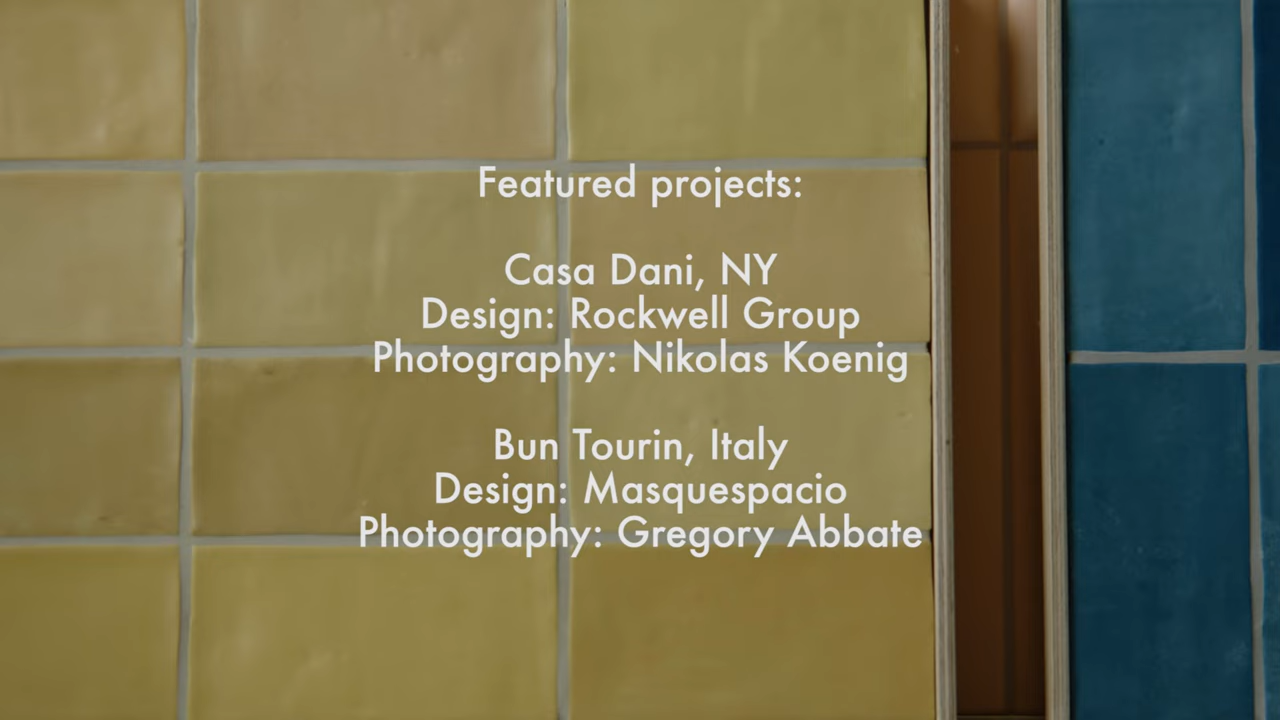 Featured projects:
Casa Dani, NY
Design: Rockwell Group
Photography: Nikolas Koenig
Bun Tourin, Italy
Design: Masquespacio
Photography: Gregory Abbate